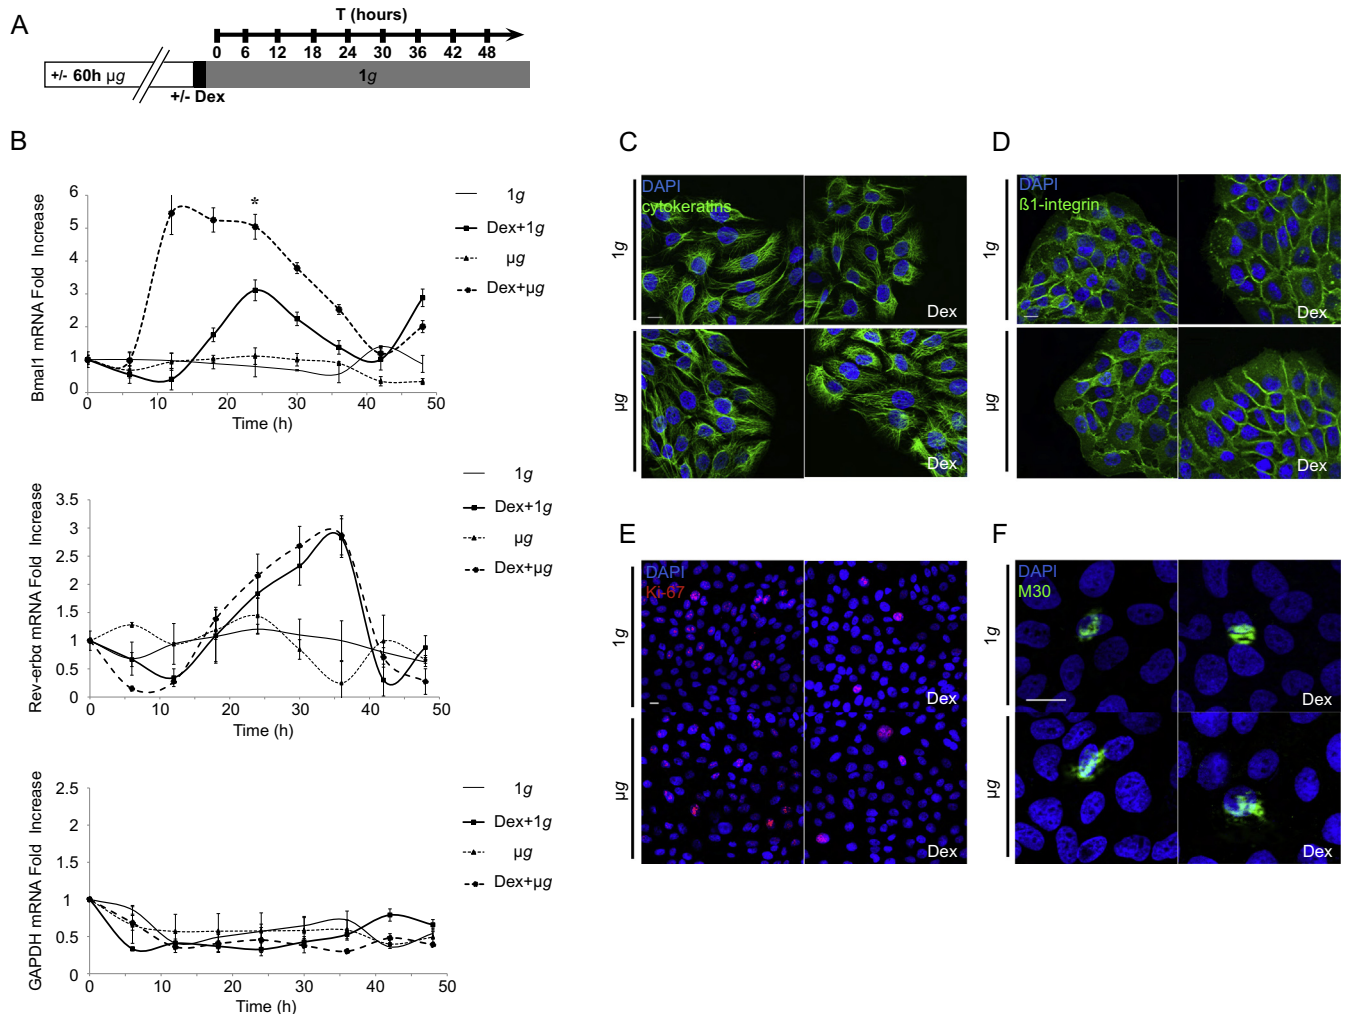 A
T (hours)
0 6 12 18 24 30 36 42 48
+/- 60h µg
1g
+/- Dex
B
Bmal1 mRNA Fold Increase
6
5
4
3
2
1
0
0 10 20 30 40 50
Time (h)
*
1g
Dex+1g
µg
Dex+µg
Rev-erbα mRNA Fold Increase
3.5
3
2.5
2
1.5
1
0.5
0
0 10 20 30 40 50
Time (h)
1g
Dex+1g
µg
Dex+µg
GAPDH mRNA Fold Increase
2.5
2
1.5
1
0.5
0
0 10 20 30 40 50
Time (h)
1g
Dex+1g
µg
Dex+µg
C
DAPI
cytokeratins
1g
Dex
µg
Dex
D
DAPI
ß1-integrin
1g
Dex
µg
Dex
E
DAPI
Ki-67
1g
Dex
µg
Dex
F
DAPI
M30
1g
Dex
µg
Dex